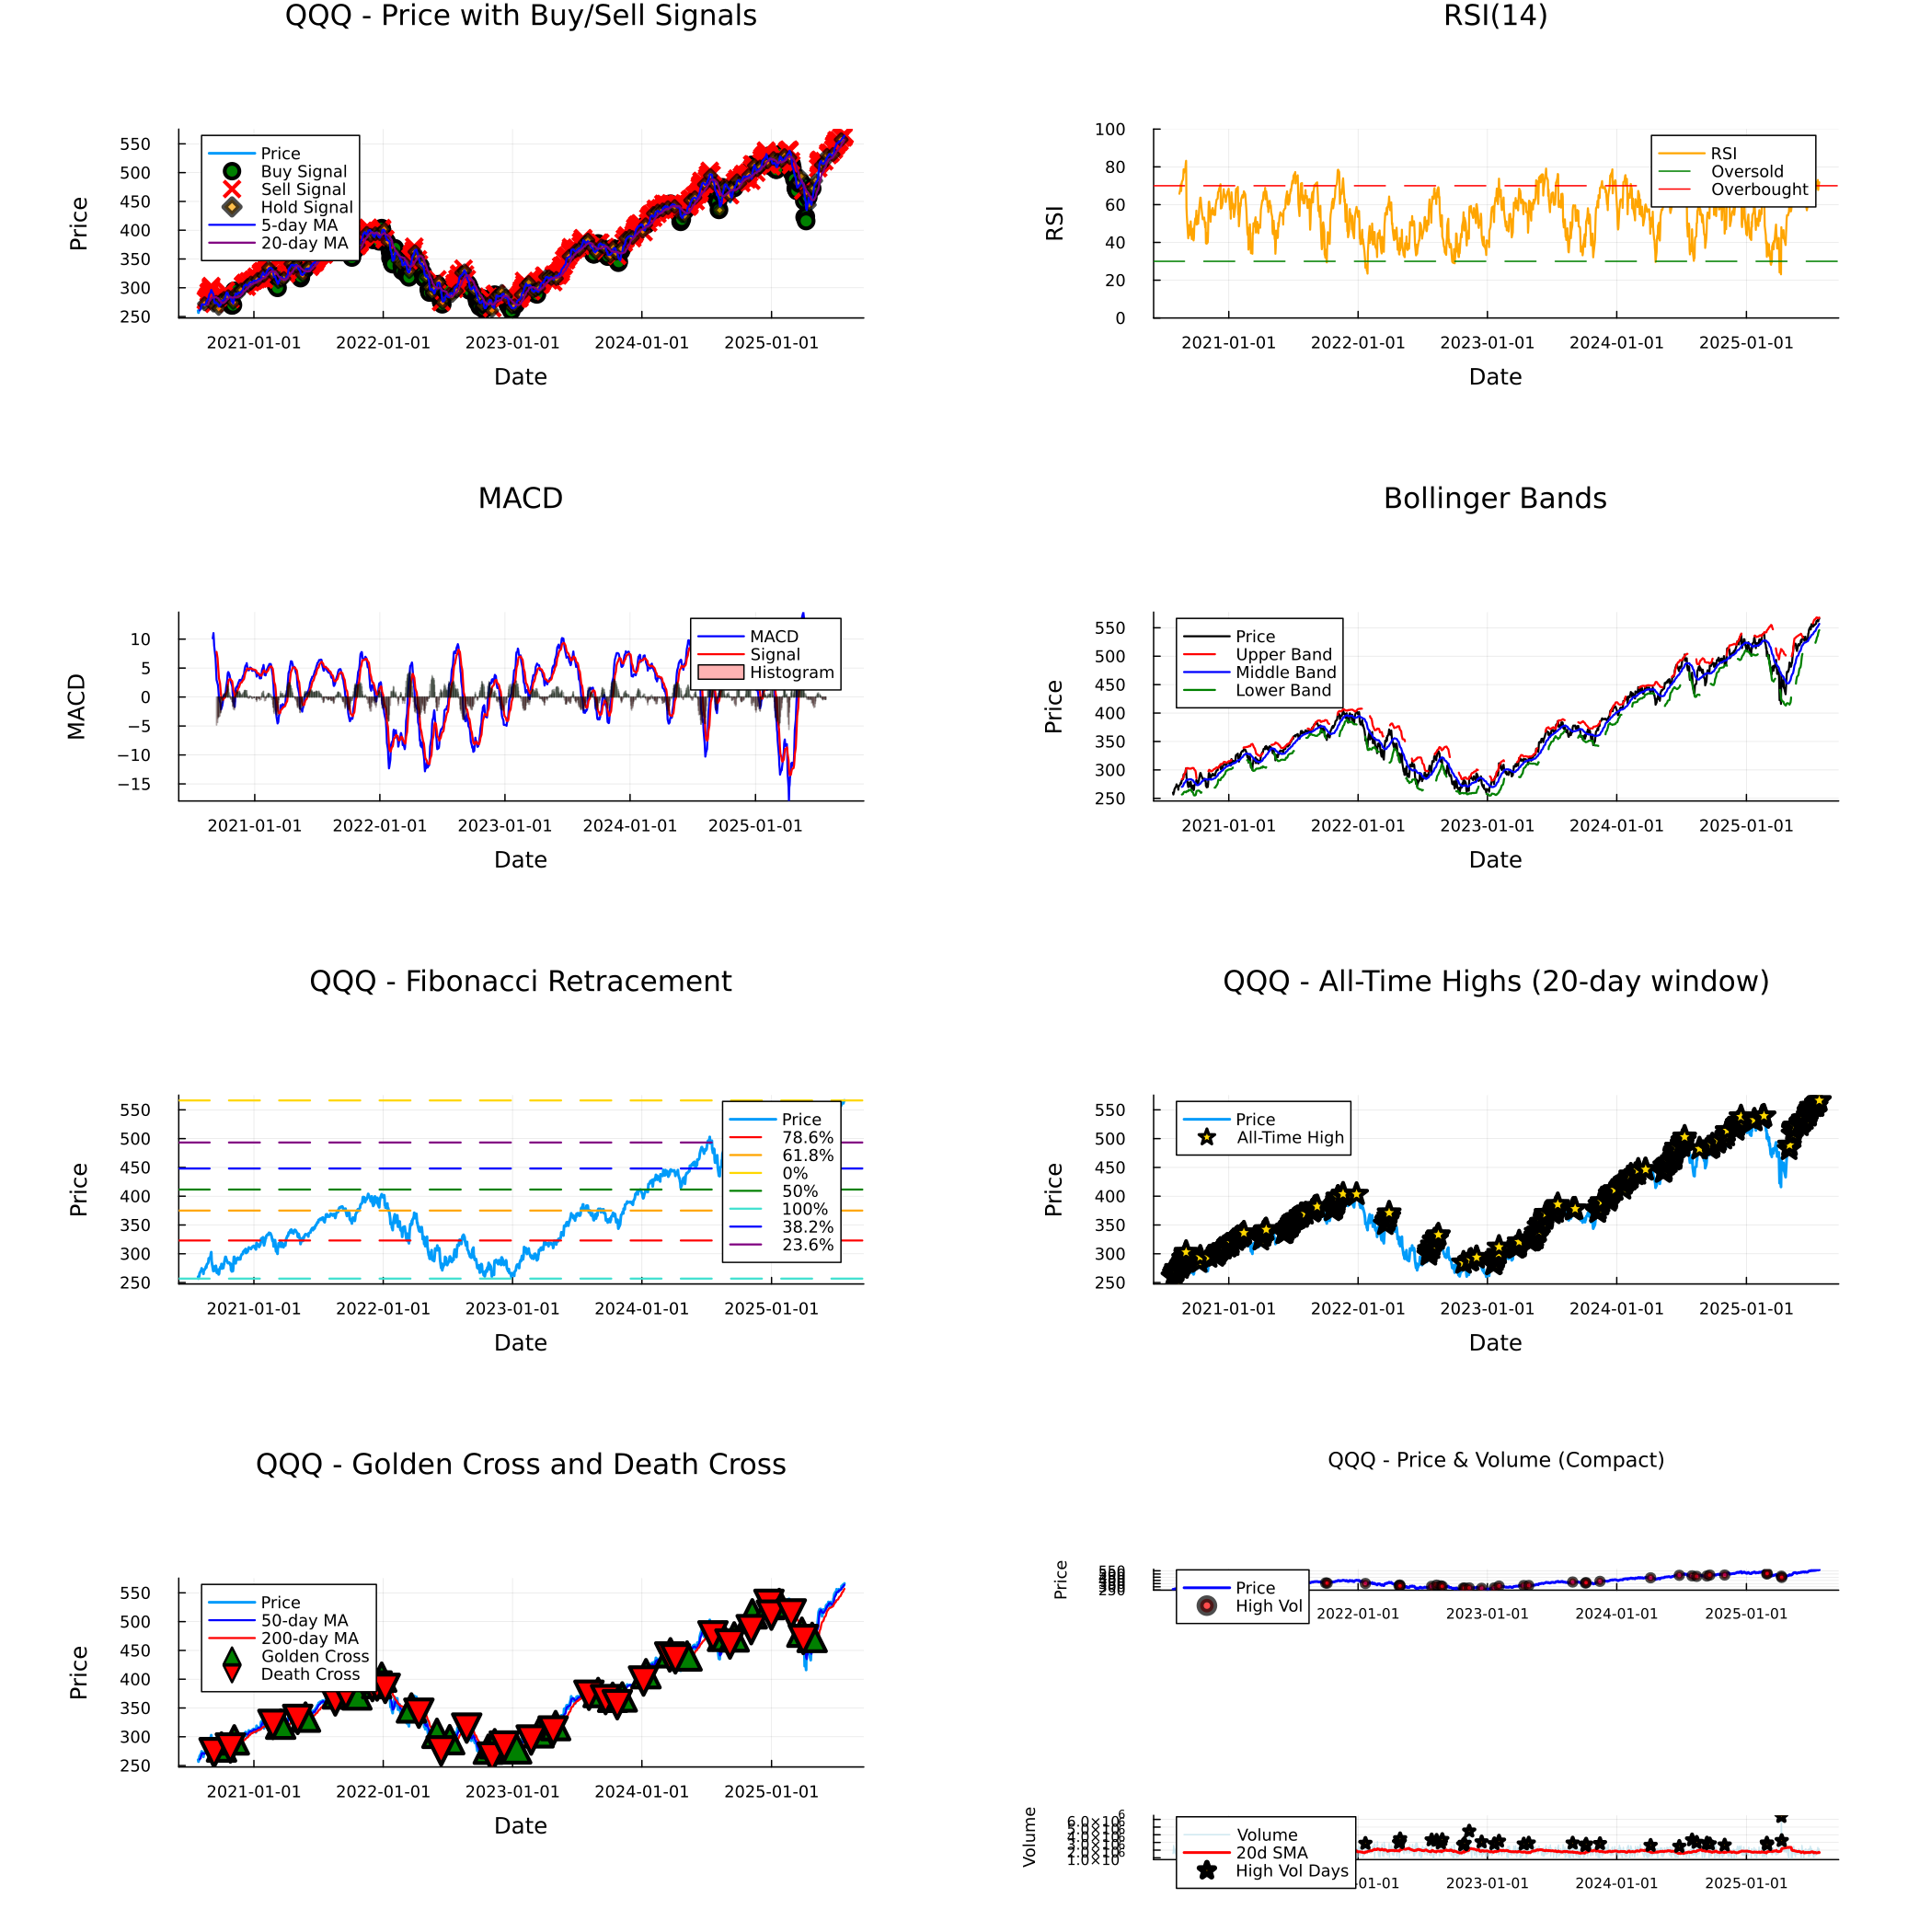 QQQ - Price with Buy/Sell Signals
Price
550
500
450
400
350
300
250
Price
Buy Signal
Sell Signal
Hold Signal
5-day MA
20-day MA
2021-01-01 2022-01-01 2023-01-01 2024-01-01 2025-01-01
Date
RSI(14)
RSI
100
80
60
40
20
0
RSI
Oversold
Overbought
2021-01-01 2022-01-01 2023-01-01 2024-01-01 2025-01-01
Date
MACD
MACD
10
5
0
−5
−10
−15
MACD
Signal
Histogram
2021-01-01 2022-01-01 2023-01-01 2024-01-01 2025-01-01
Date
Bollinger Bands
Price
550
500
450
400
350
300
250
Price
Upper Band
Middle Band
Lower Band
2021-01-01 2022-01-01 2023-01-01 2024-01-01 2025-01-01
Date
QQQ - Fibonacci Retracement
Price
550
500
450
400
350
300
250
Price
78.6%
61.8%
0%
50%
100%
38.2%
23.6%
2021-01-01 2022-01-01 2023-01-01 2024-01-01 2025-01-01
Date
QQQ - All-Time Highs (20-day window)
Price
550
500
450
400
350
300
250
Price
All-Time High
2021-01-01 2022-01-01 2023-01-01 2024-01-01 2025-01-01
Date
QQQ - Golden Cross and Death Cross
Price
550
500
450
400
350
300
250
Price
50-day MA
200-day MA
Golden Cross
Death Cross
2021-01-01 2022-01-01 2023-01-01 2024-01-01 2025-01-01
Date
QQQ - Price & Volume (Compact)
Price
550
250
Price
High Vol
2022-01-01 2023-01-01 2024-01-01 2025-01-01
Volume
Volume
20d SMA
High Vol Days
01-01 2023-01-01 2024-01-01 2025-01-01